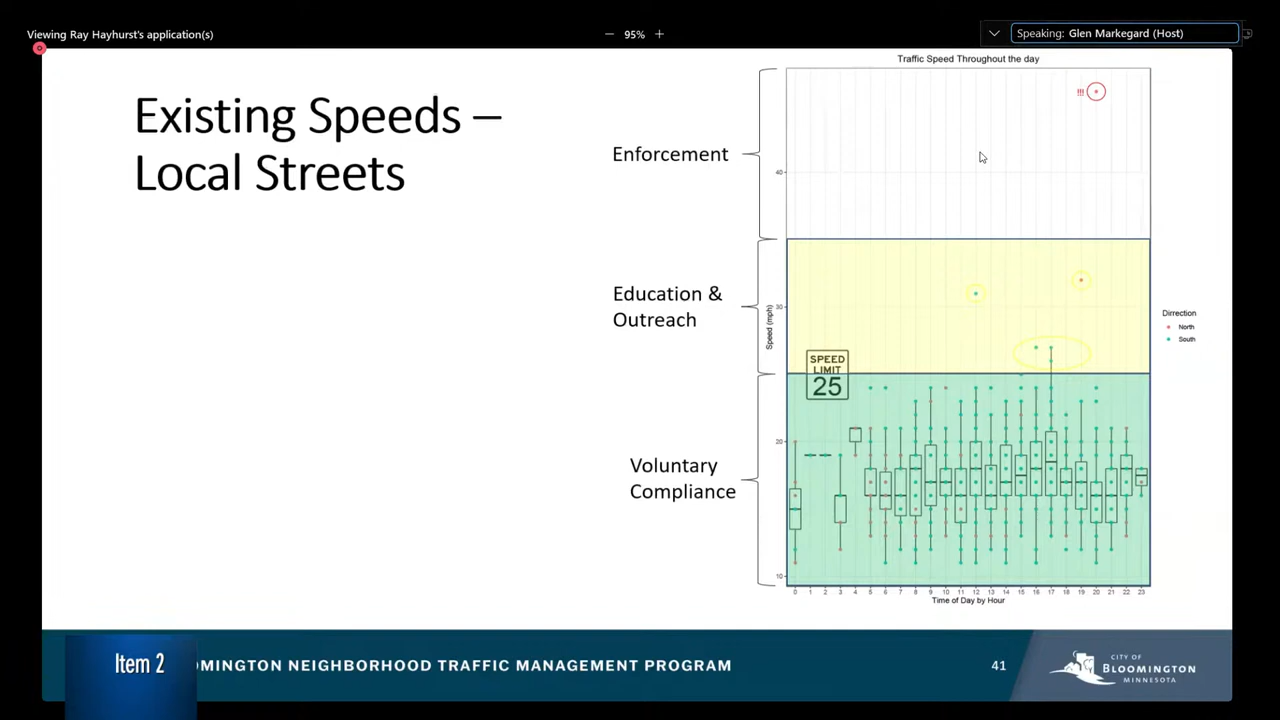 Viewing Ray Hayhurst's application(s)
95%
Speaking: Glen Markegard (Host)
Existing Speeds –
Local Streets
Traffic Speed Throughout the day
!!!
Enforcement
40
Education &
Outreach
30
Speed (mph)
Dirrection
North
South
SPEED
LIMIT
25
20
Voluntary
Compliance
10
0 1 2 3 4 5 6 7 8 9 10 11 12 13 14 15 16 17 18 19 20 21 22 23
Time of Day by Hour
Item 2
OMINGTON NEIGHBORHOOD TRAFFIC MANAGEMENT PROGRAM
41
CITY OF
BLOOMINGTON
MINNESOTA